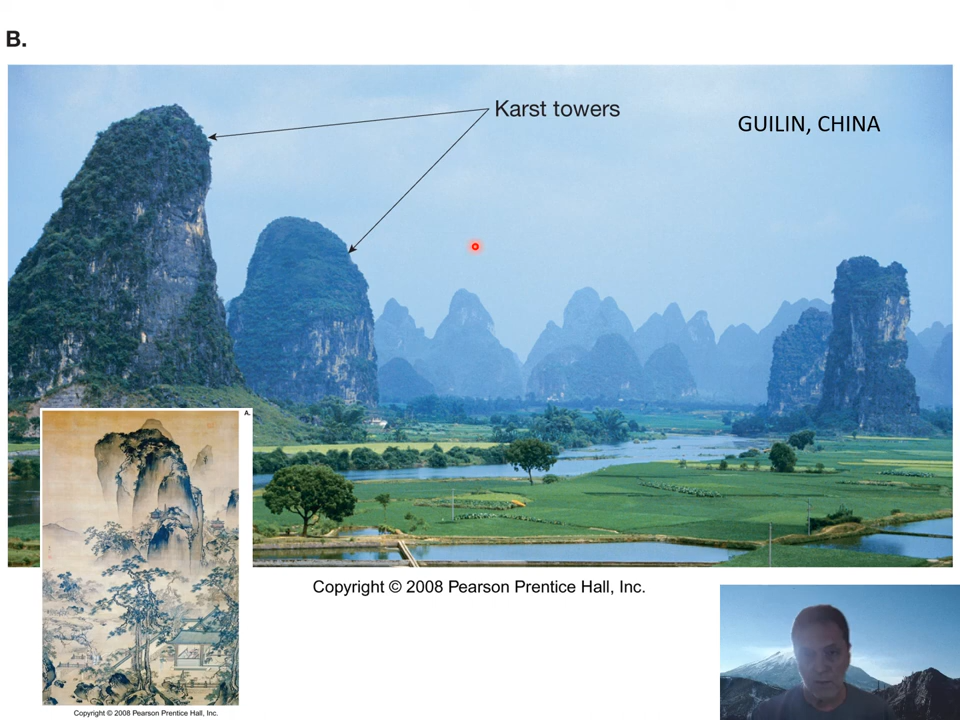 B.
Karst towers
GUILIN, CHINA
A.
Copyright © 2008 Pearson Prentice Hall, Inc.
Copyright © 2008 Pearson Prentice Hall, Inc.